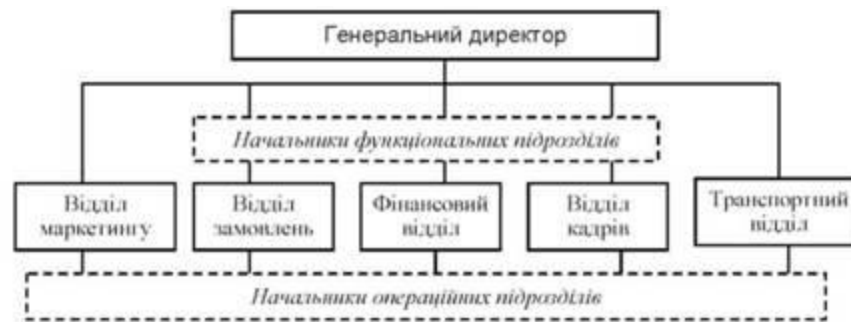 Генеральний директор
Начальники функціональних підрозділів
Відділ
маркетингу
Відділ
замовлень
Фінансовий
відділ
Відділ
кадрів
Транспортний
відділ
Начальники операційних підрозділів